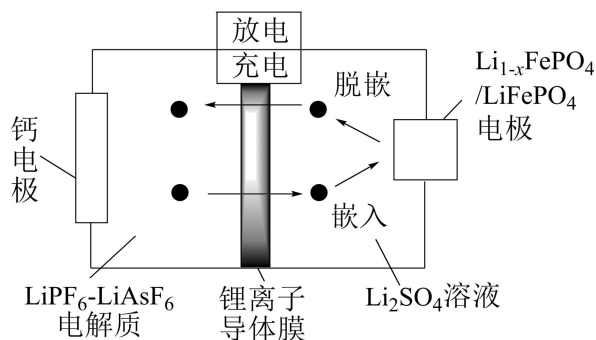 放电
充电
脱嵌
嵌入
钙电极
Li₁₋ₓFePO₄
/LiFePO₄
电极
LiPF₆-LiAsF₆
电解质
锂离子
导体膜
Li₂SO₄溶液